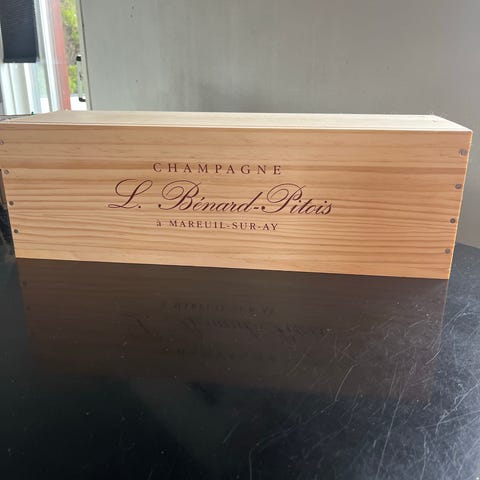 CHAMPAGNE
L. Bénard-Pitois
à MAREUIL-SUR-AY